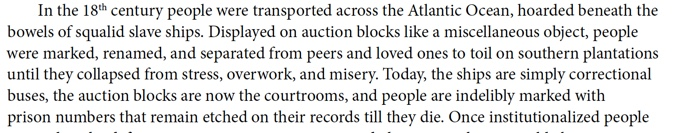 In the 18th century people were transported across the Atlantic Ocean, hoarded beneath the
bowels of squalid slave ships. Displayed on auction blocks like a miscellaneous object, people
were marked, renamed, and separated from peers and loved ones to toil on southern plantations
until they collapsed from stress, overwork, and misery. Today, the ships are simply correctional
buses, the auction blocks are now the courtrooms, and people are indelibly marked with
prison numbers that remain etched on their records till they die. Once institutionalized people